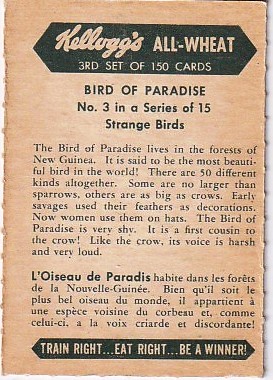 Kellogg's ALL-WHEAT
3RD SET OF 150 CARDS
BIRD OF PARADISE
No. 3 in a Series of 15
Strange Birds
The Bird of Paradise lives in the forests of
New Guinea. It is said to be the most beauti-
ful bird in the world! There are 50 different
kinds altogether. Some are no larger than
sparrows, others are as big as crows. Early
savages used their feathers as decorations.
Now women use them on hats. The Bird of
Paradise is very shy. It is a first cousin to
the crow! Like the crow, its voice is harsh
and very loud.
L'Oiseau de Paradis habite dans les forêts
de la Nouvelle-Guinée. Bien qu'il soit le
plus bel oiseau du monde, il appartient à
une espèce voisine du corbeau et, comme
celui-ci, a la voix criarde et discordante!
TRAIN RIGHT...EAT RIGHT...BE A WINNER!